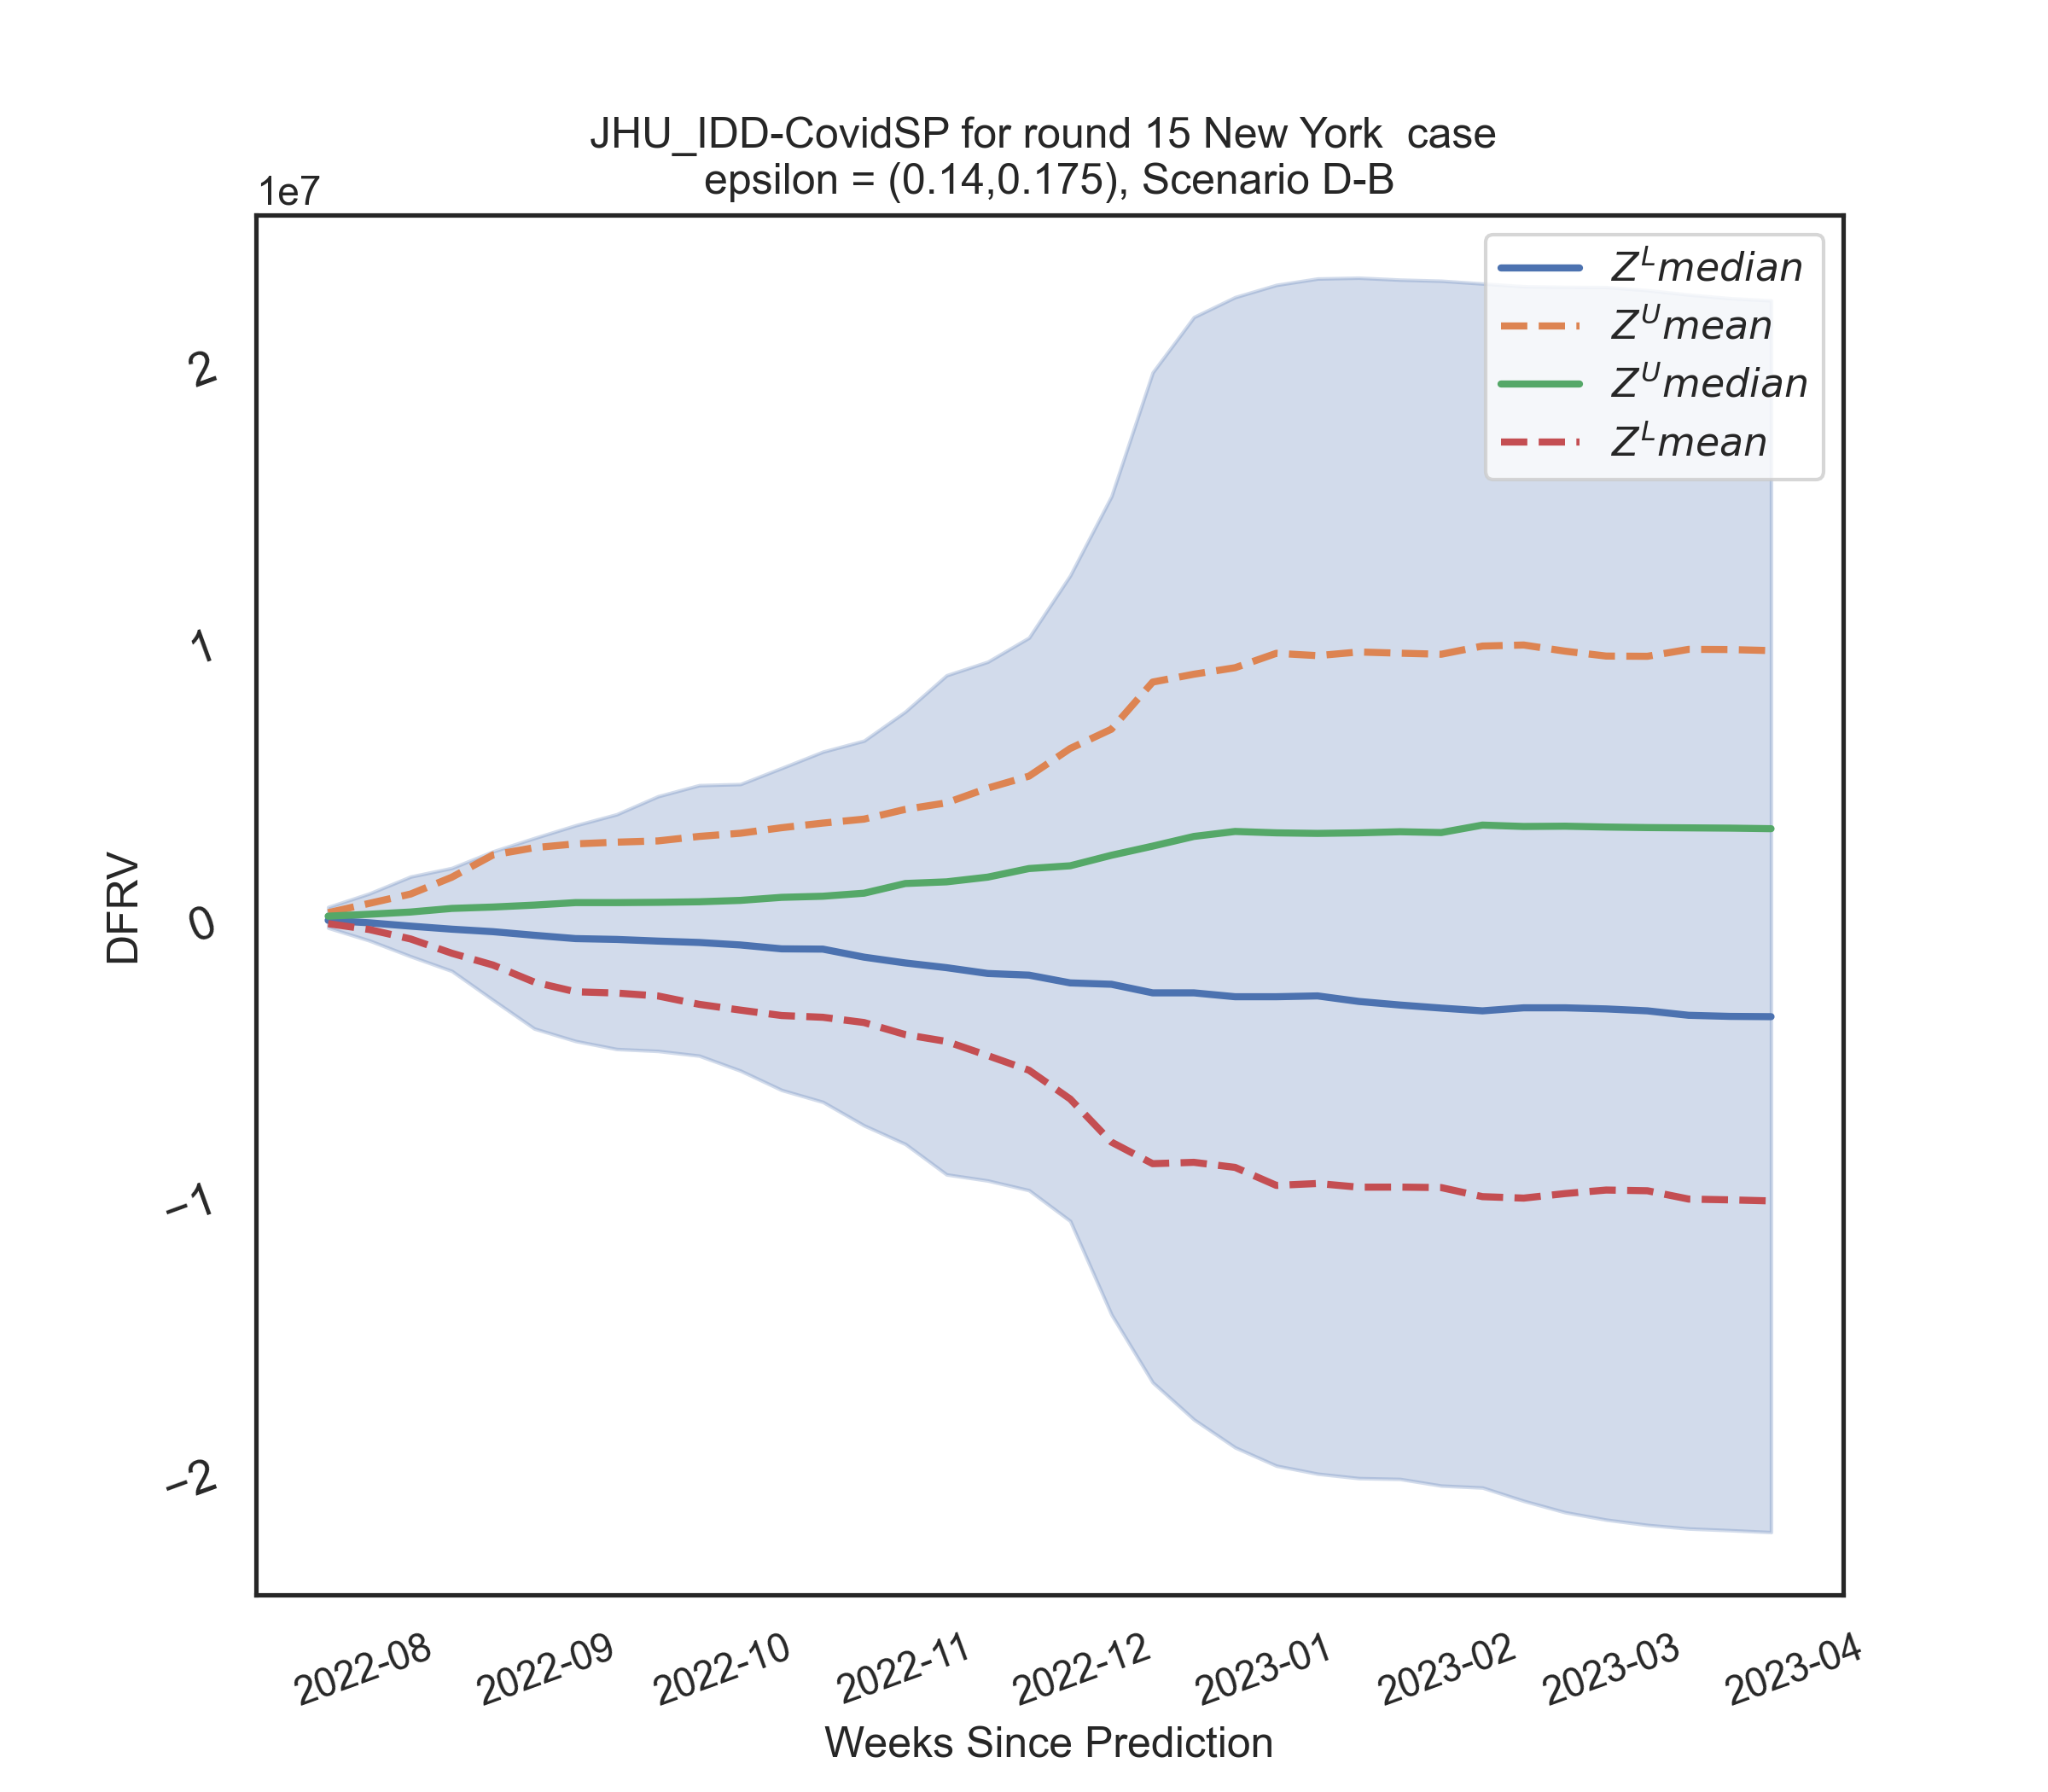 JHU_IDD-CovidSP for round 15 New York  case
epsilon = (0.14,0.175), Scenario D-B
1e7
Z^L median
Z^U mean
Z^U median
Z^L mean
2
1
0
−1
−2
DFRV
2022-08
2022-09
2022-10
2022-11
2022-12
2023-01
2023-02
2023-03
2023-04
Weeks Since Prediction